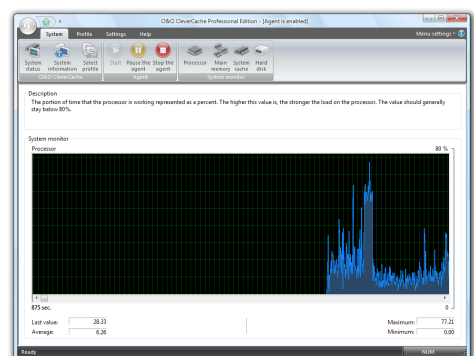 O&O CleverCache Professional Edition - [Agent is enabled]
System Profile Settings Help Menu settings
System status System information Select profile Start Pause the agent Stop the agent Processor Main memory System cache Hard disk
O&O CleverCache Agent System monitor
Description
The portion of time that the processor is working represented as a percent. The higher this value is, the stronger the load on the processor. The value should generally
stay below 80%.
System monitor
Processor 80 %
875 sec. 0
Last value: 28.33 Maximum: 77.21
Average: 6.26 Minimum: 0.00
Ready NUM